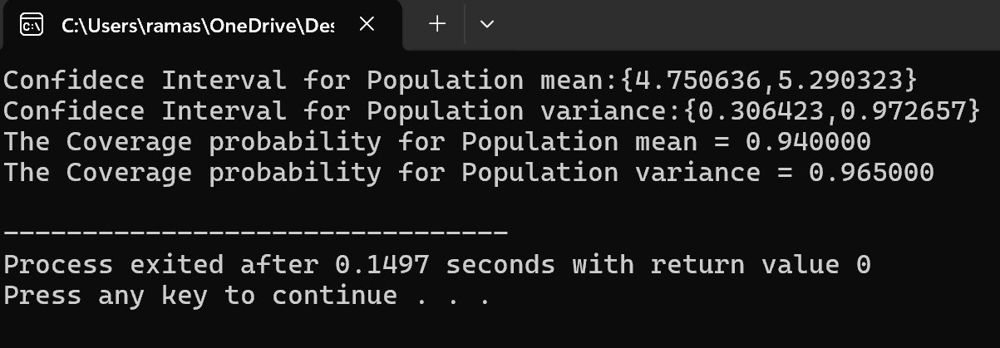 C:\Users\ramas\OneDrive\Des
Confidece Interval for Population mean:{4.750636,5.290323}
Confidece Interval for Population variance:{0.306423,0.972657}
The Coverage probability for Population mean = 0.940000
The Coverage probability for Population variance = 0.965000
--------------------------------
Process exited after 0.1497 seconds with return value 0
Press any key to continue . . .